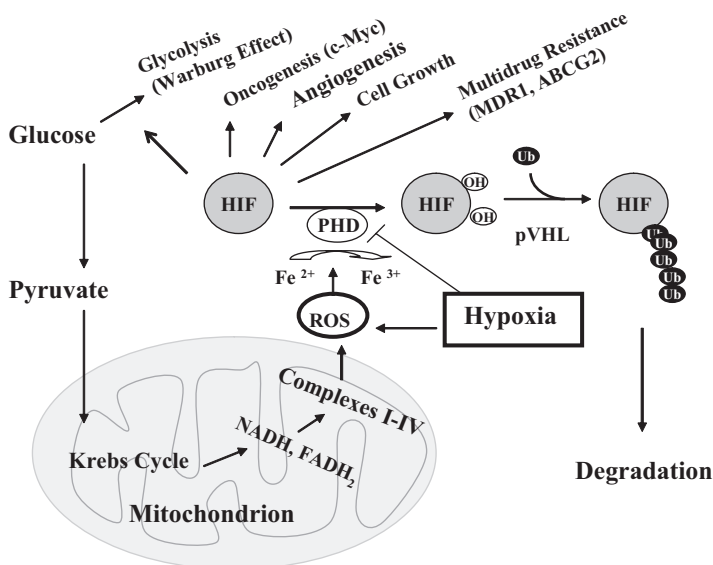 Glycolysis
(Warburg Effect)
Oncogenesis (c-Myc)
Angiogenesis
Cell Growth
Multidrug Resistance
(MDR1, ABCG2)
Glucose
HIF
PHD
HIF
OH
OH
Ub
pVHL
HIF
Ub
Ub
Ub
Ub
Ub
Fe 2+
Fe 3+
Pyruvate
ROS
Hypoxia
Complexes I-IV
NADH, FADH2
Krebs Cycle
Mitochondrion
Degradation